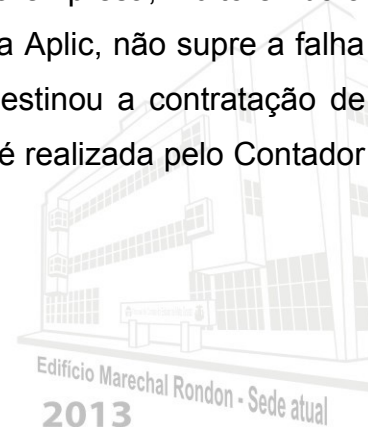 a Aplic, não supre a falha
estinou a contratação de
é realizada pelo Contador
Edifício Marechal Rondon - Sede atual
2013